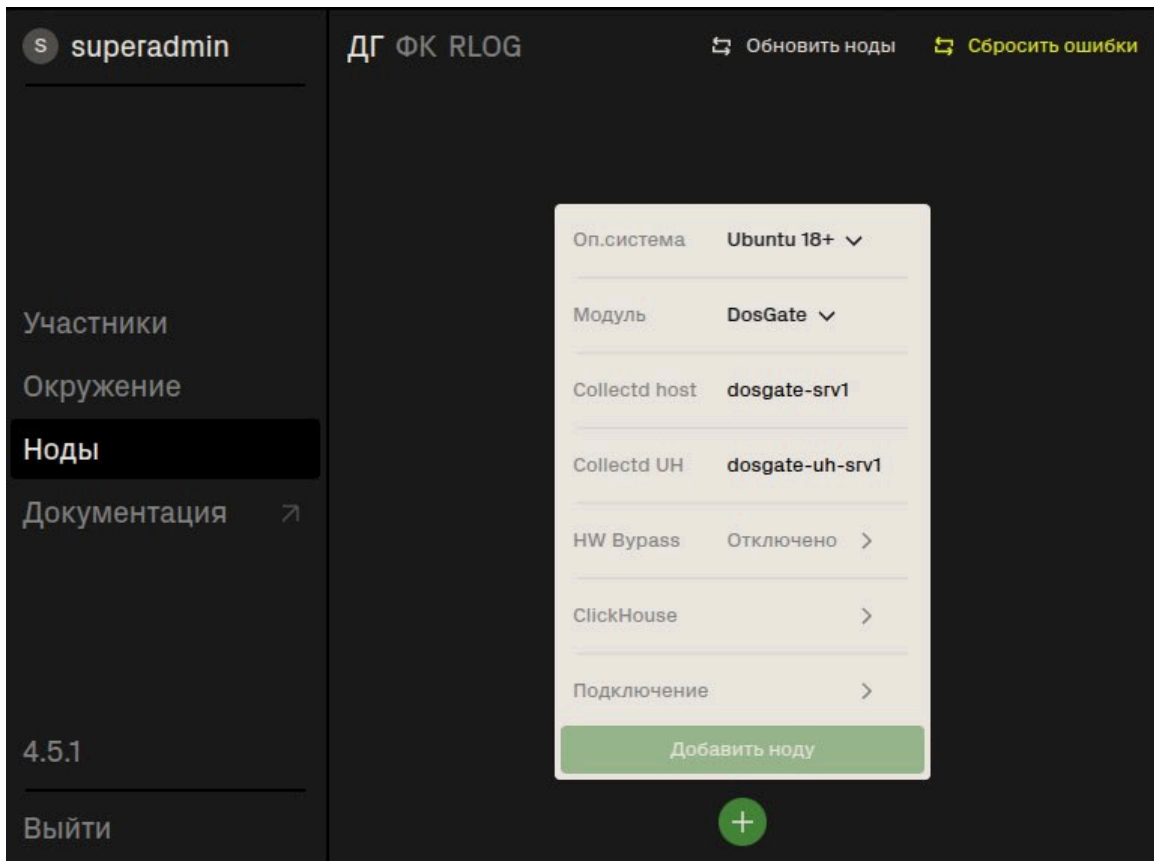 S superadmin
ДГ ФК RLOG
Обновить ноды
Сбросить ошибки
Участники
Окружение
Ноды
Документация
4.5.1
Выйти
Оп.система Ubuntu 18+
Модуль DosGate
Collectd host dosgate-srv1
Collectd UH dosgate-uh-srv1
HW Bypass Отключено
ClickHouse
Подключение
Добавить ноду